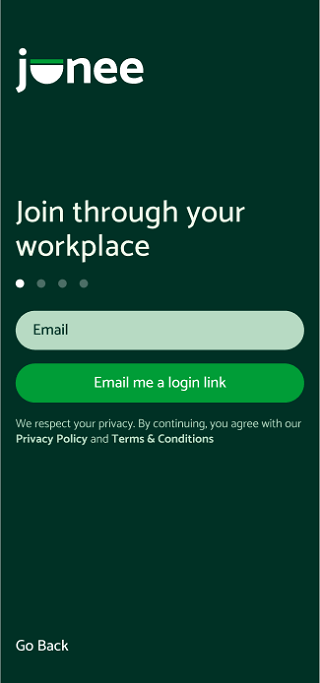 junee
Join through your
workplace
Email
Email me a login link
We respect your privacy. By continuing, you agree with our
Privacy Policy and Terms & Conditions
Go Back